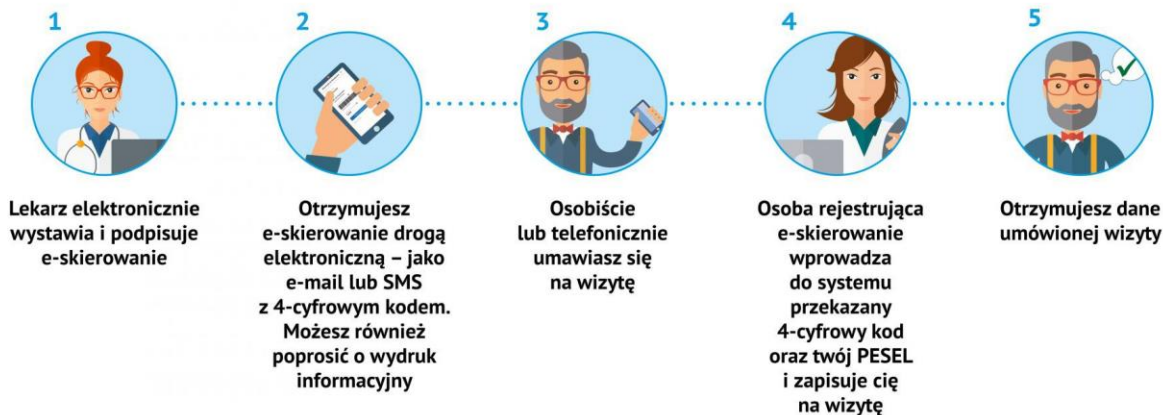 1
Lekarz elektronicznie
wystawia i podpisuje
e-skierowanie
2
Otrzymujesz
e-skierowanie drogą
elektroniczną – jako
e-mail lub SMS
z 4-cyfrowym kodem.
Możesz również
poprosić o wydruk
informacyjny
3
Osobiście
lub telefonicznie
umawiasz się
na wizytę
4
Osoba rejestrująca
e-skierowanie
wprowadza
do systemu
przekazany
4-cyfrowy kod
oraz twój PESEL
i zapisuje cię
na wizytę
5
Otrzymujesz dane
umówionej wizyty